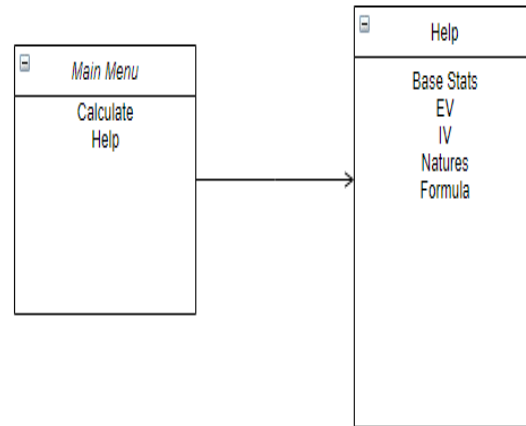 Main Menu
Calculate
Help
Help
Base Stats
EV
IV
Natures
Formula